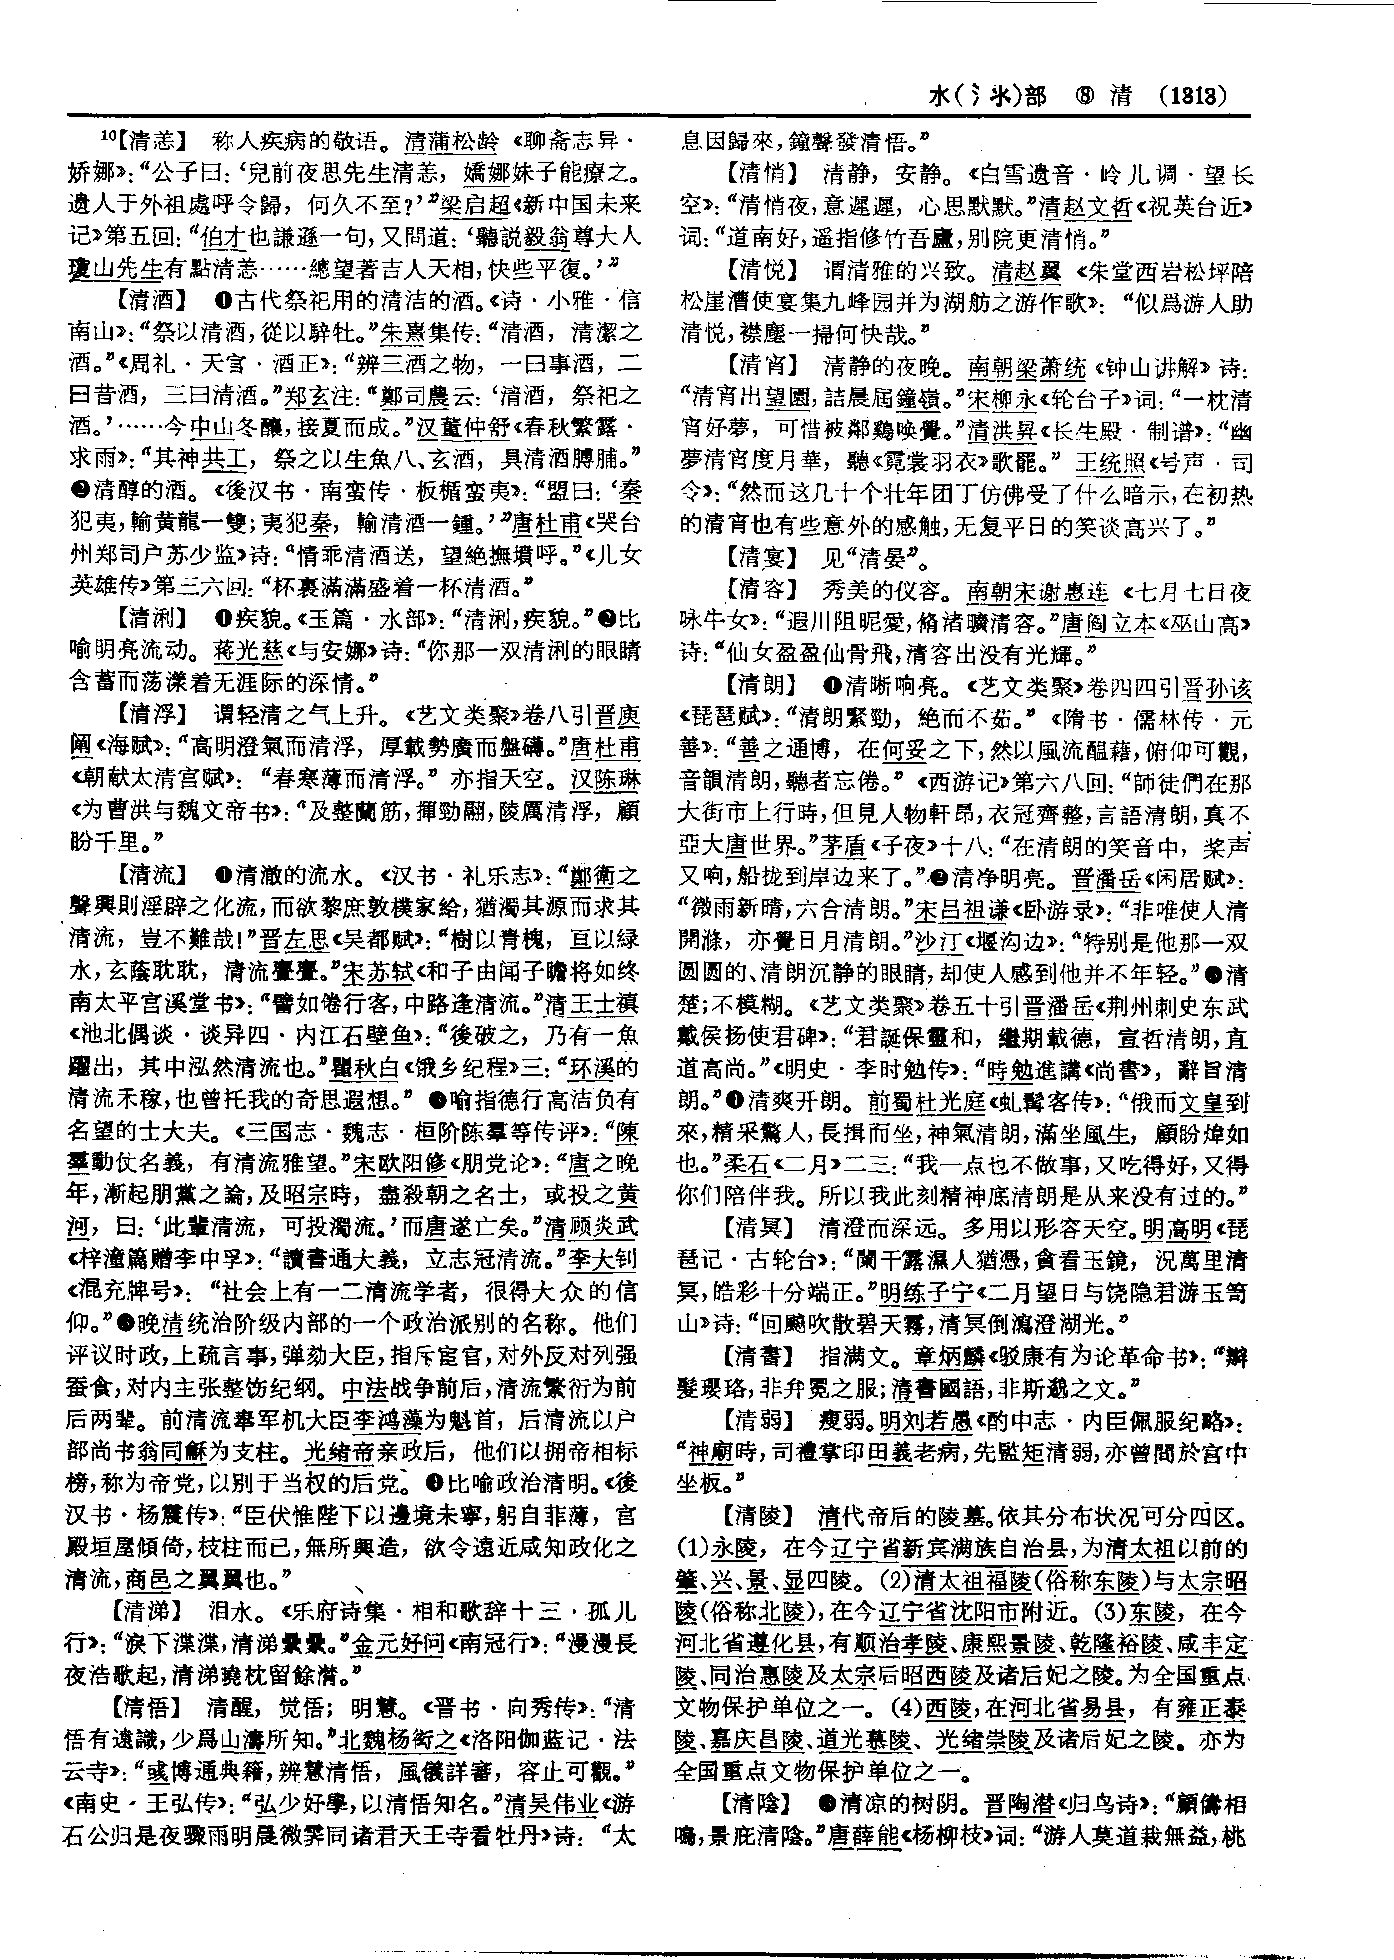 水(氵氺)部 ⑧ 清 (1313)
¹⁰【清恙】 称人疾病的敬语。清蒲松龄《聊斋志异·
娇娜》：“公子曰：‘兒前夜思先生清恙，嬌娜妹子能療之。
遣人于外祖處呼令歸，何久不至？’”梁启超《新中国未来
记》第五回：“伯才也謙遜一句，又問道：‘聽説毅翁尊大人
瓊山先生有點清恙……總望著吉人天相，快些平復。’”
【清酒】 ❶古代祭祀用的清洁的酒。《诗·小雅·信
南山》：“祭以清酒，從以騂牡。”朱熹集传：“清酒，清潔之
酒。”《周礼·天官·酒正》：“辨三酒之物，一曰事酒，二
曰昔酒，三曰清酒。”郑玄注：“鄭司農云：‘清酒，祭祀之
酒。’……今中山冬釀，接夏而成。”汉董仲舒《春秋繁露·
求雨》：“其神共工，祭之以生魚八、玄酒，具清酒膊脯。”
❷清醇的酒。《後汉书·南蛮传·板楯蛮夷》：“盟曰：‘秦
犯夷，輸黄龍一雙；夷犯秦，輸清酒一鍾。’”唐杜甫《哭台
州郑司户苏少监》诗：“情乖清酒送，望絶撫墳呼。”《儿女
英雄传》第三六回：“杯裏滿滿盛着一杯清酒。”
【清浰】 ❶疾貌。《玉篇·水部》：“清浰，疾貌。”❷比
喻明亮流动。蒋光慈《与安娜》诗：“你那一双清浰的眼睛
含蓄而荡漾着无涯际的深情。”
【清浮】 谓轻清之气上升。《艺文类聚》卷八引晋庾
阐《海赋》：“高明澄氣而清浮，厚載勢廣而盤礴。”唐杜甫
《朝献太清宫赋》：“春寒薄而清浮。”亦指天空。汉陈琳
《为曹洪与魏文帝书》：“及整蘭筋，揮勁翮，陵厲清浮，顧
盼千里。”
【清流】 ❶清澈的流水。《汉书·礼乐志》：“鄭衛之
聲興則淫辟之化流，而欲黎庶敦樸家給，猶濁其源而求其
清流，豈不難哉！”晋左思《吴都赋》：“樹以青槐，亘以緑
水，玄蔭耽耽，清流亹亹。”宋苏轼《和子由闻子瞻将如终
南太平宫溪堂书》：“譬如倦行客，中路逢清流。”清王士禛
《池北偶谈·谈异四·内江石壁鱼》：“後破之，乃有一魚
躍出，其中泓然清流也。”瞿秋白《饿乡纪程》三：“环溪的
清流禾稼，也曾托我的奇思遐想。” ❷喻指德行高洁负有
名望的士大夫。《三国志·魏志·桓阶陈羣等传评》：“陳
羣動仗名義，有清流雅望。”宋欧阳修《朋党论》：“唐之晚
年，漸起朋黨之論，及昭宗時，盡殺朝之名士，或投之黄
河，曰：‘此輩清流，可投濁流。’而唐遂亡矣。”清顾炎武
《梓潼篇赠李中孚》：“讀書通大義，立志冠清流。”李大钊
《混充牌号》：“社会上有一二清流学者，很得大众的信
仰。”❸晚清统治阶级内部的一个政治派别的名称。他们
评议时政，上疏言事，弹劾大臣，指斥宦官，对外反对列强
蚕食，对内主张整饬纪纲。中法战争前后，清流繁衍为前
后两辈。前清流奉军机大臣李鸿藻为魁首，后清流以户
部尚书翁同龢为支柱。光绪帝亲政后，他们以拥帝相标
榜，称为帝党，以别于当权的后党。❹比喻政治清明。《後
汉书·杨震传》：“臣伏惟陛下以邊境未寧，躬自菲薄，宫
殿垣屋傾倚，枝柱而已，無所興造，欲令遠近咸知政化之
清流，商邑之翼翼也。”
【清涕】 泪水。《乐府诗集·相和歌辞十三·孤儿
行》：“淚下渫渫，清涕纍纍。”金元好问《南冠行》：“漫漫長
夜浩歌起，清涕曉枕留餘潸。”
【清悟】 清醒，觉悟；明慧。《晋书·向秀传》：“清
悟有遠識，少爲山濤所知。”北魏杨衒之《洛阳伽蓝记·法
云寺》：“彧博通典籍，辨慧清悟，風儀詳審，容止可觀。”
《南史·王弘传》：“弘少好學，以清悟知名。”清吴伟业《游
石公归是夜骤雨明晨微霁同诸君天王寺看牡丹》诗：“太
息因歸來，鐘聲發清悟。”
【清悄】 清静，安静。《白雪遗音·岭儿调·望长
空》：“清悄夜，意遲遲，心思默默。”清赵文哲《祝英台近》
词：“道南好，遥指修竹吾廬，别院更清悄。”
【清悦】 谓清雅的兴致。清赵翼《朱堂西岩松坪陪
松崖漕使宴集九峰园并为湖舫之游作歌》：“似爲游人助
清悦，襟塵一掃何快哉。”
【清宵】 清静的夜晚。南朝梁萧统《钟山讲解》诗：
“清宵出望園，詰晨屆鐘嶺。”宋柳永《轮台子》词：“一枕清
宵好夢，可惜被鄰鷄唤覺。”清洪昇《长生殿·制谱》：“幽
夢清宵度月華，聽《霓裳羽衣》歌罷。”王统照《号声·司
令》：“然而这几十个壮年团丁仿佛受了什么暗示，在初热
的清宵也有些意外的感触，无复平日的笑谈高兴了。”
【清宴】 见“清晏”。
【清容】 秀美的仪容。南朝宋谢惠连《七月七日夜
咏牛女》：“遐川阻昵愛，脩渚曠清容。”唐阎立本《巫山高》
诗：“仙女盈盈仙骨飛，清容出没有光輝。”
【清朗】 ❶清晰响亮。《艺文类聚》卷四四引晋孙该
《琵琶赋》：“清朗緊勁，絶而不茹。”《隋书·儒林传·元
善》：“善之通博，在何妥之下，然以風流醖藉，俯仰可觀，
音韻清朗，聽者忘倦。”《西游记》第六八回：“師徒們在那
大街市上行時，但見人物軒昂，衣冠齊整，言語清朗，真不
亞大唐世界。”茅盾《子夜》十八：“在清朗的笑音中，桨声
又响，船拢到岸边来了。”❷清净明亮。晋潘岳《闲居赋》：
“微雨新晴，六合清朗。”宋吕祖谦《卧游录》：“非唯使人清
開滌，亦覺日月清朗。”沙汀《堰沟边》：“特别是他那一双
圆圆的、清朗沉静的眼睛，却使人感到他并不年轻。”❸清
楚；不模糊。《艺文类聚》卷五十引晋潘岳《荆州刺史东武
戴侯扬使君碑》：“君誕保靈和，繼期載德，宣哲清朗，直
道高尚。”《明史·李时勉传》：“時勉進講《尚書》，辭旨清
朗。”❹清爽开朗。前蜀杜光庭《虬髯客传》：“俄而文皇到
來，精采驚人，長揖而坐，神氣清朗，滿坐風生，顧盼煒如
也。”柔石《二月》二三：“我一点也不做事，又吃得好，又得
你们陪伴我。所以我此刻精神底清朗是从来没有过的。”
【清冥】 清澄而深远。多用以形容天空。明高明《琵
琶记·古轮台》：“闌干露濕人猶憑，貪看玉鏡，況萬里清
冥，皓彩十分端正。”明练子宁《二月望日与饶隐君游玉笥
山》诗：“回飈吹散碧天霧，清冥倒瀉澄湖光。”
【清書】 指满文。章炳麟《驳康有为论革命书》：“辮
髮瓔珞，非弁冕之服；清書國語，非斯邈之文。”
【清弱】 瘦弱。明刘若愚《酌中志·内臣佩服纪略》：
“神廟時，司禮掌印田義老病，先監矩清弱，亦曾間於宫中
坐板。”
【清陵】 清代帝后的陵墓。依其分布状况可分四区。
(1)永陵，在今辽宁省新宾满族自治县，为清太祖以前的
肇、兴、景、显四陵。(2)清太祖福陵(俗称东陵)与太宗昭
陵(俗称北陵)，在今辽宁省沈阳市附近。(3)东陵，在今
河北省遵化县，有顺治孝陵、康熙景陵、乾隆裕陵、咸丰定
陵、同治惠陵及太宗后昭西陵及诸后妃之陵。为全国重点
文物保护单位之一。(4)西陵，在河北省易县，有雍正泰
陵、嘉庆昌陵、道光慕陵、光绪崇陵及诸后妃之陵。亦为
全国重点文物保护单位之一。
【清陰】 ❶清凉的树阴。晋陶潜《归鸟诗》：“顧儔相
鳴，景庇清陰。”唐薛能《杨柳枝》词：“游人莫道栽無益，桃